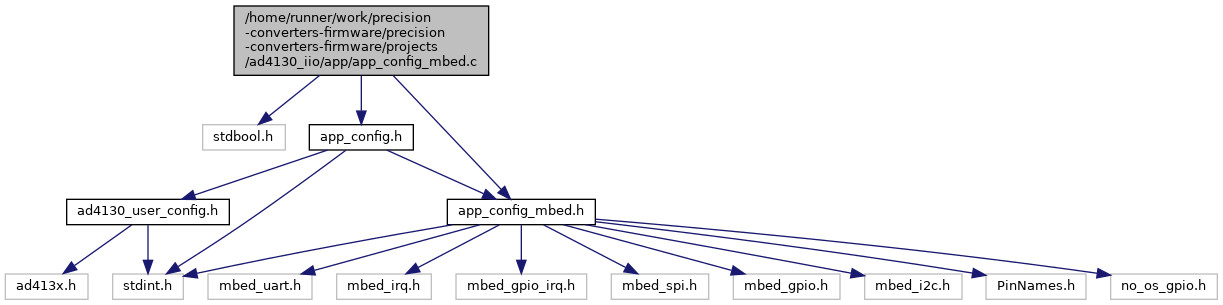 /home/runner/work/precision
-converters-firmware/precision
-converters-firmware/projects
/ad4130_iio/app/app_config_mbed.c
stdbool.h
app_config.h
ad4130_user_config.h
app_config_mbed.h
ad413x.h
stdint.h
mbed_uart.h
mbed_irq.h
mbed_gpio_irq.h
mbed_spi.h
mbed_gpio.h
mbed_i2c.h
PinNames.h
no_os_gpio.h